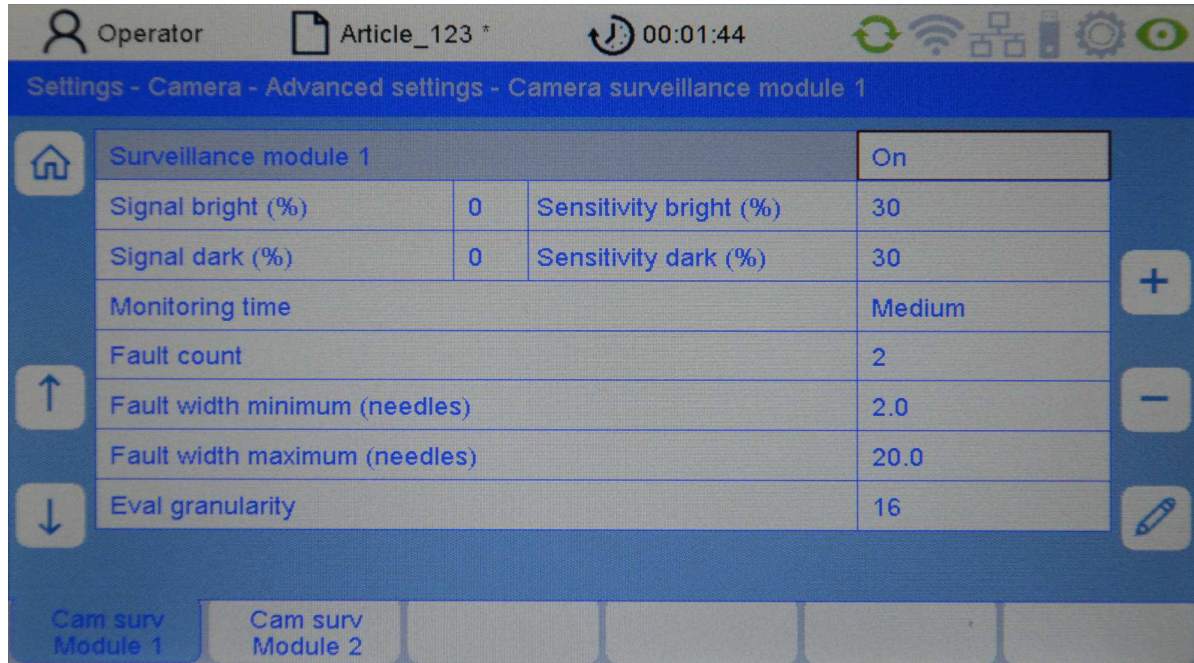 Operator Article_123 * 00:01:44
Settings - Camera - Advanced settings - Camera surveillance module 1
Surveillance module 1 On
Signal bright (%) 0 Sensitivity bright (%) 30
Signal dark (%) 0 Sensitivity dark (%) 30
Monitoring time Medium
Fault count 2
Fault width minimum (needles) 2.0
Fault width maximum (needles) 20.0
Eval granularity 16
Cam surv Cam surv
Module 1 Module 2